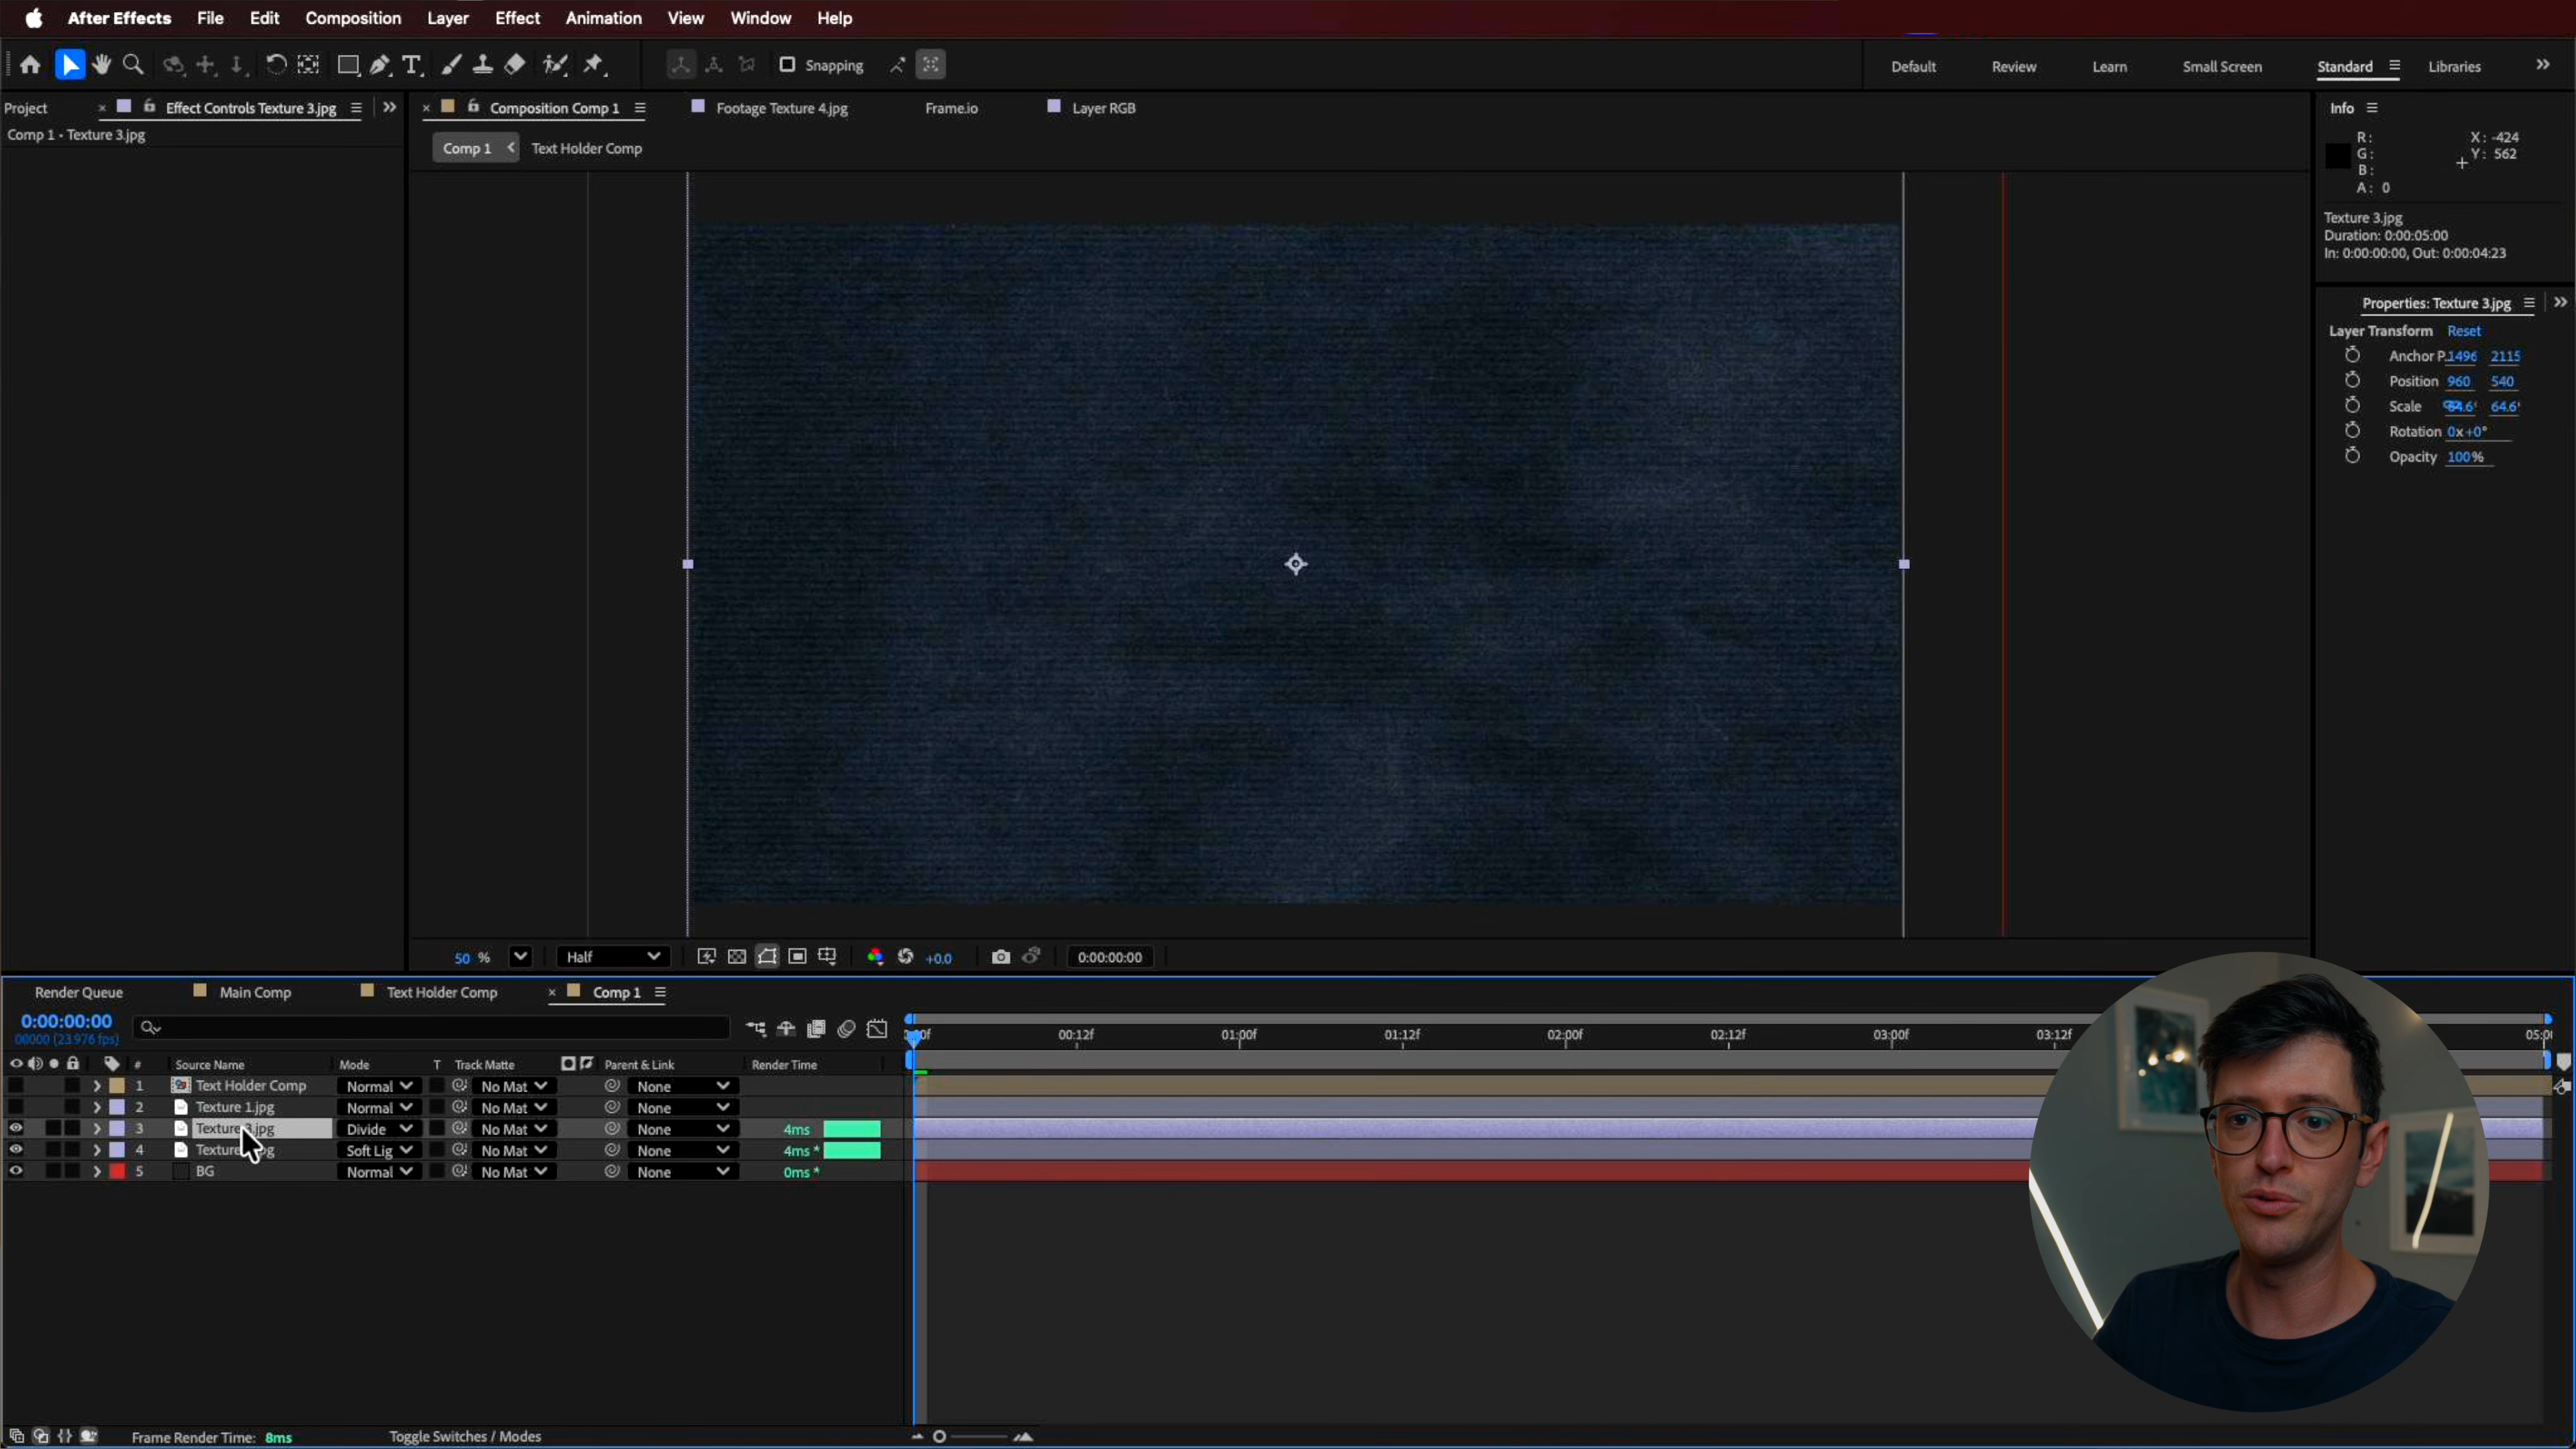 After Effects File Edit Composition Layer Effect Animation View Window Help
Snapping Default Review Learn Small Screen Standard Libraries
Project Effect Controls Texture 3.jpg Composition Comp 1 Footage Texture 4.jpg Frame.io Layer RGB Info
Comp 1 • Texture 3.jpg
Comp 1 Text Holder Comp
R: X: -424
G: Y: 562
B:
A: 0
Texture 3.jpg
Duration: 0:00:05:00
In: 0:00:00:00, Out: 0:00:04:23
Properties: Texture 3.jpg
Layer Transform Reset
Anchor P. 1496 2115
Position 960 540
Scale 64.6
Rotation 0x+0°
Opacity 100%
50 % Half +0.0 0:00:00:00
Render Queue Main Comp Text Holder Comp Comp 1
0:00:00:00
00000 (23.976 fps)
00:12f 01:00f 01:12f 02:00f 02:12f 03:00f 03:12f
# Source Name Mode T Track Matte Parent & Link Render Time
1 Text Holder Comp Normal No Mat None
2 Texture 1.jpg Normal No Mat None
3 Texture 3.jpg Divide No Mat None 4ms
4 Soft Lig No Mat None 4ms *
5 BG Normal No Mat None 0ms *
Frame Render Time: 8ms Toggle Switches / Modes